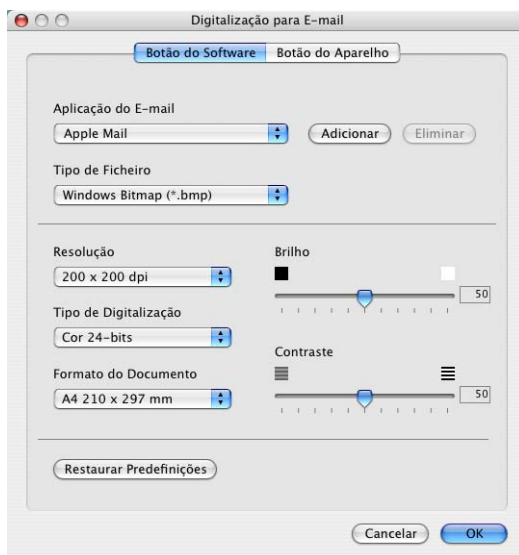 Digitalização para E-mail
Botão do Software Botão do Aparelho
Aplicação do E-mail
Apple Mail Adicionar Eliminar
Tipo de Ficheiro
Windows Bitmap (*.bmp)
Resolução Brilho
200 x 200 dpi
50
Tipo de Digitalização
Cor 24-bits
Contraste
Formato do Documento
A4 210 x 297 mm 50
Restaurar Predefinições
Cancelar OK